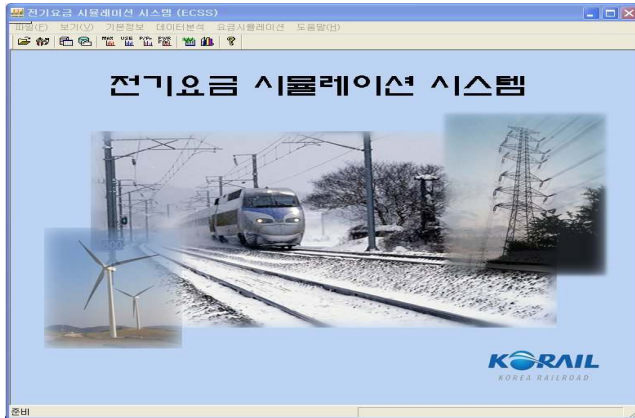 전기요금 시뮬레이션 시스템 (ECSS)
파일(F) 보기(V) 기본정보 데이터분석 요금시뮬레이션 도움말(H)
전기요금 시뮬레이션 시스템
KORAIL
KOREA RAILROAD
준비